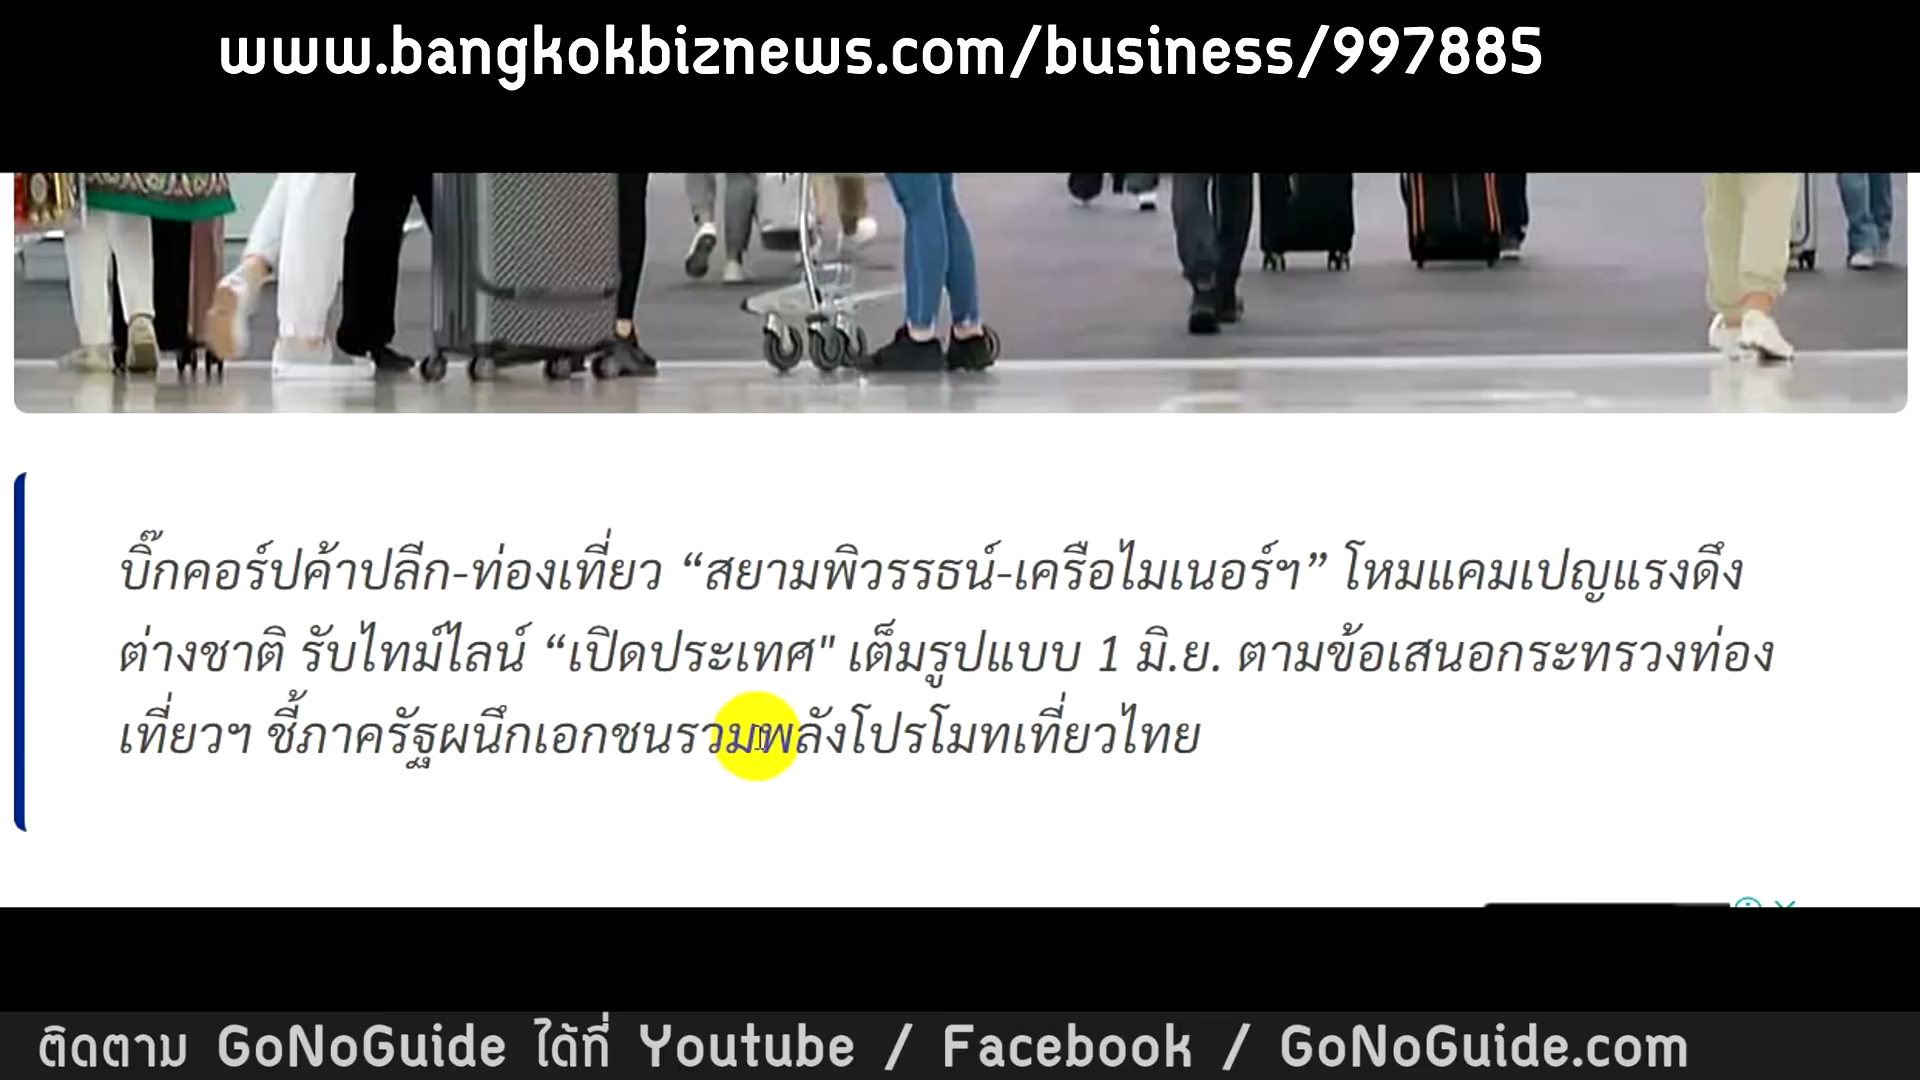 www.bangkokbiznews.com/business/997885
บิ๊กคอร์ปค้าปลีก-ท่องเที่ยว “สยามพิวรรธน์-เครือไมเนอร์ฯ” โหมแคมเปญแรงดึง
ต่างชาติ รับไทม์ไลน์ “เปิดประเทศ" เต็มรูปแบบ 1 มิ.ย. ตามข้อเสนอกระทรวงท่อง
เที่ยวฯ ชี้ภาครัฐผนึกเอกชนรวมพลังโปรโมทเที่ยวไทย
ติดตาม GoNoGuide ได้ที่ Youtube / Facebook / GoNoGuide.com